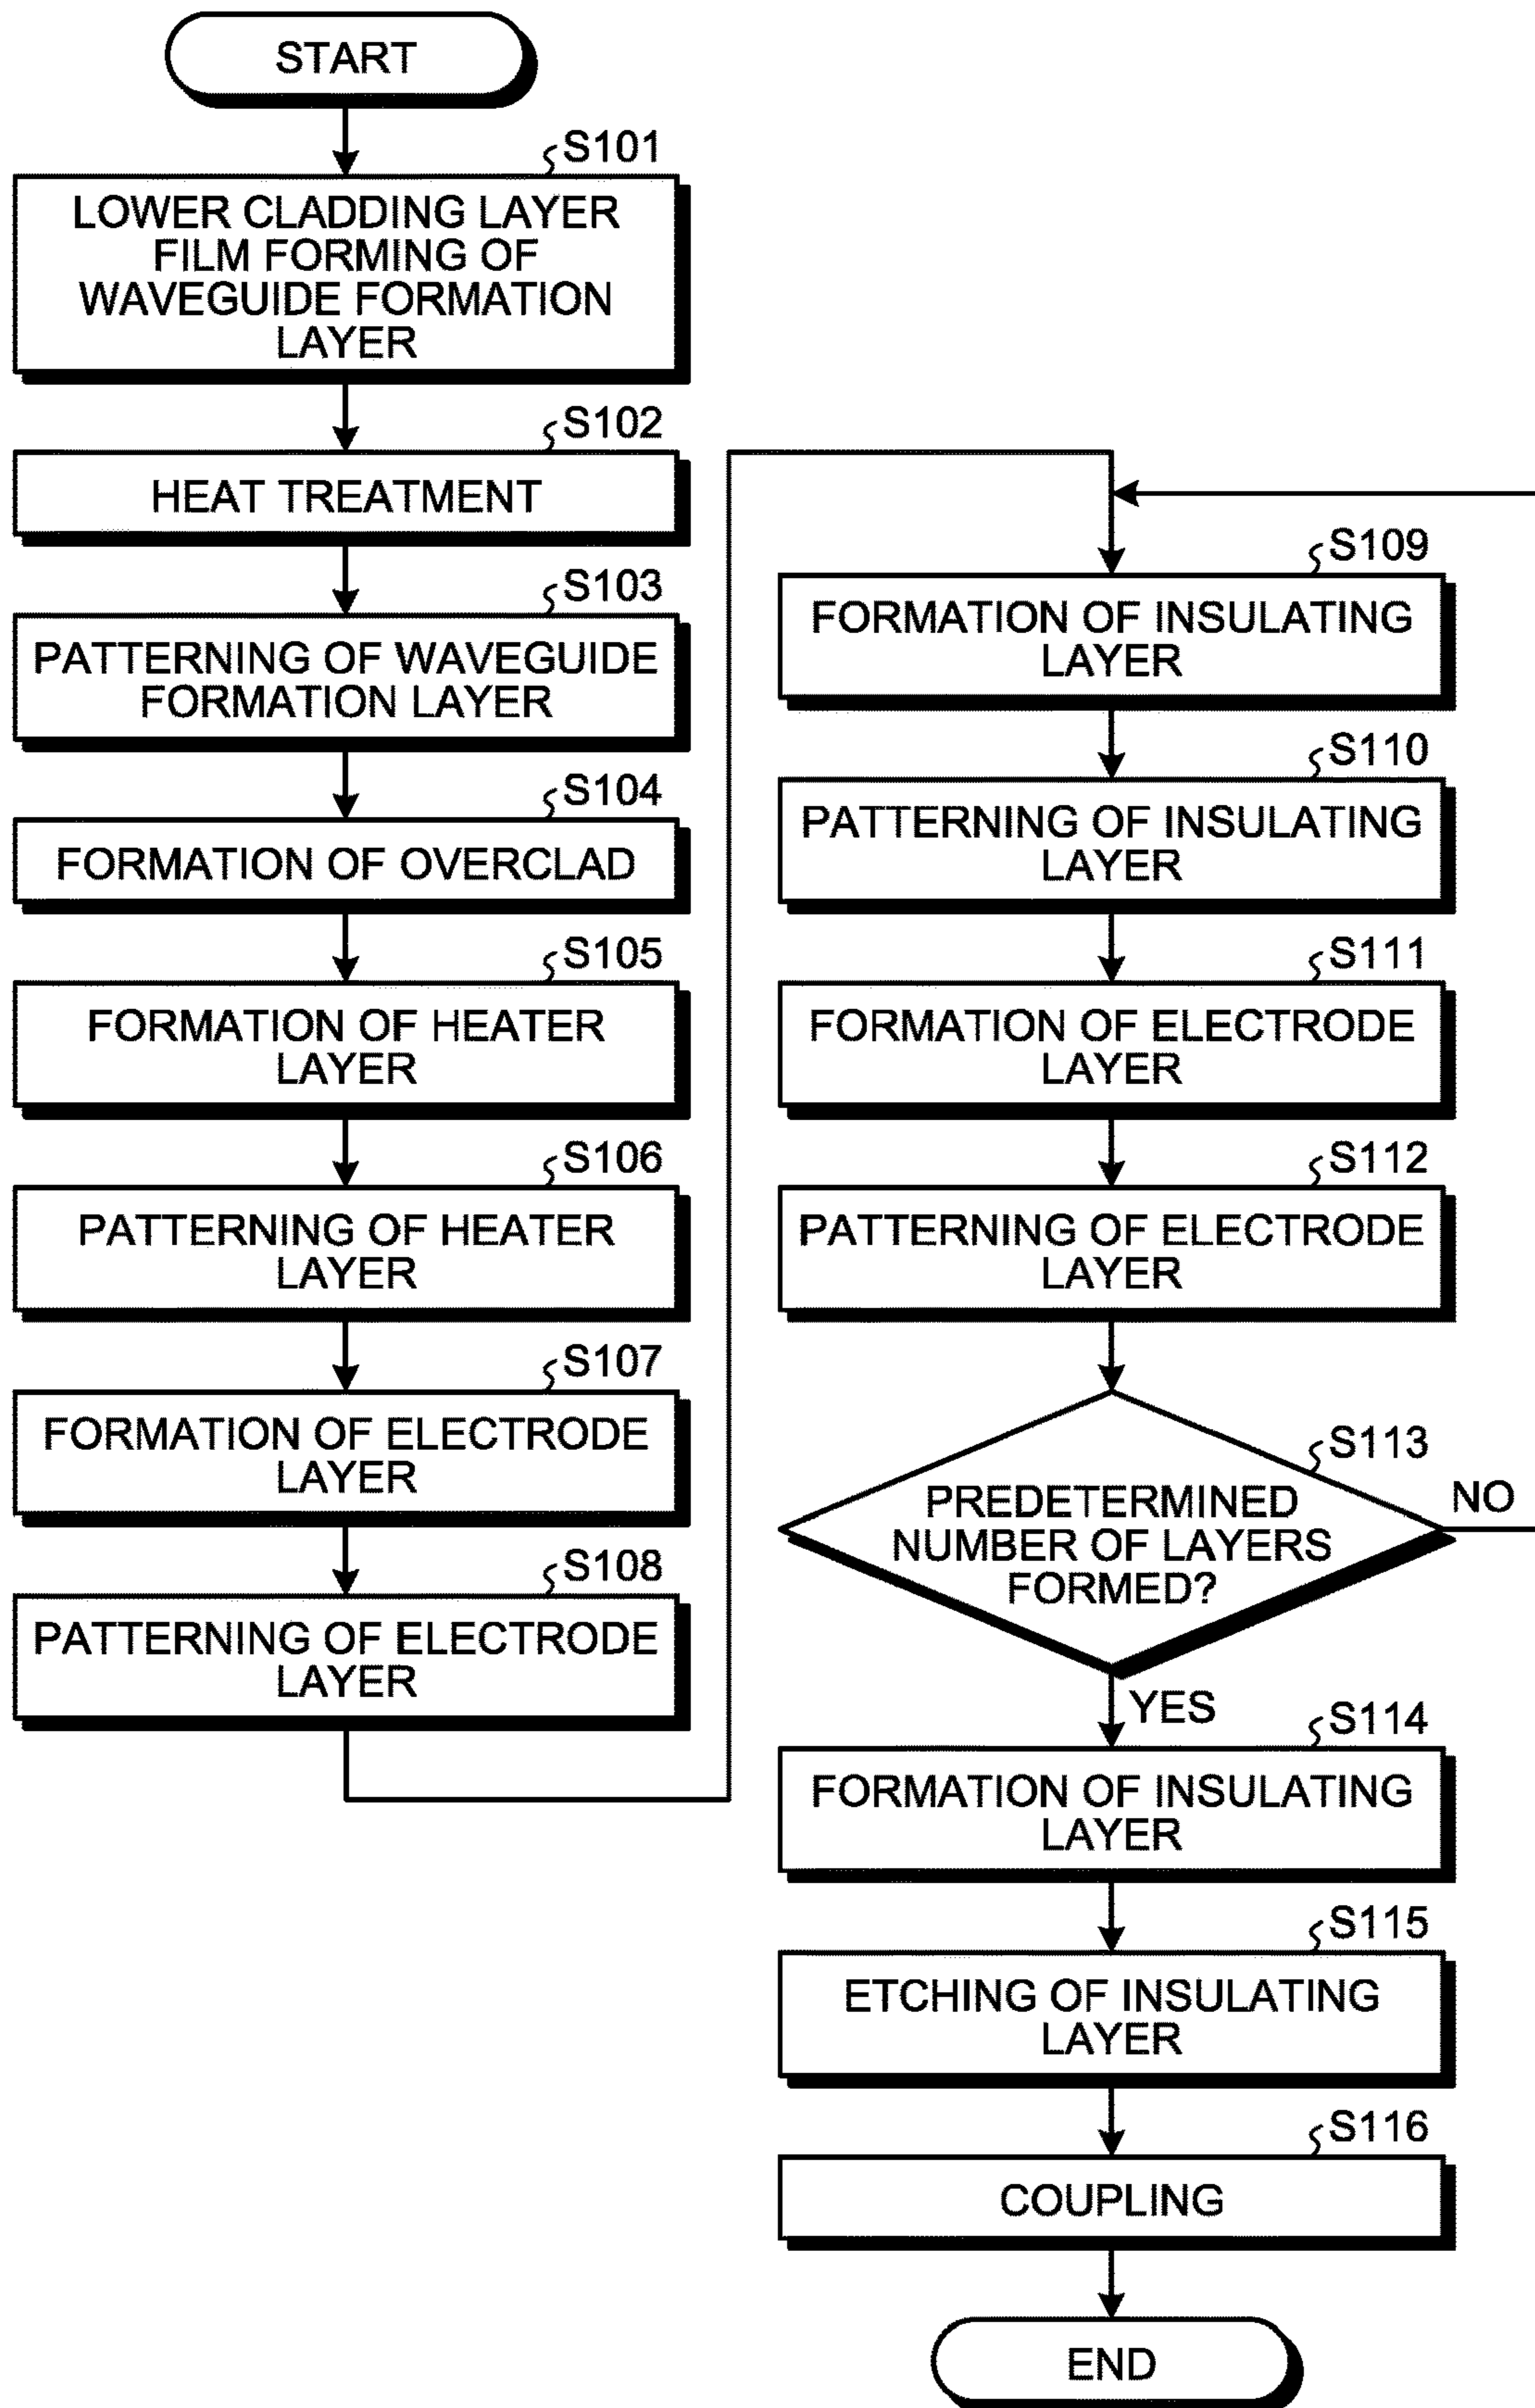 START
S101
LOWER CLADDING LAYER
FILM FORMING OF
WAVEGUIDE FORMATION
LAYER
S102
HEAT TREATMENT
S103
PATTERNING OF WAVEGUIDE
FORMATION LAYER
S104
FORMATION OF OVERCLAD
S105
FORMATION OF HEATER
LAYER
S106
PATTERNING OF HEATER
LAYER
S107
FORMATION OF ELECTRODE
LAYER
S108
PATTERNING OF ELECTRODE
LAYER
S109
FORMATION OF INSULATING
LAYER
S110
PATTERNING OF INSULATING
LAYER
S111
FORMATION OF ELECTRODE
LAYER
S112
PATTERNING OF ELECTRODE
LAYER
S113
PREDETERMINED
NUMBER OF LAYERS
FORMED?
NO
YES
S114
FORMATION OF INSULATING
LAYER
S115
ETCHING OF INSULATING
LAYER
S116
COUPLING
END